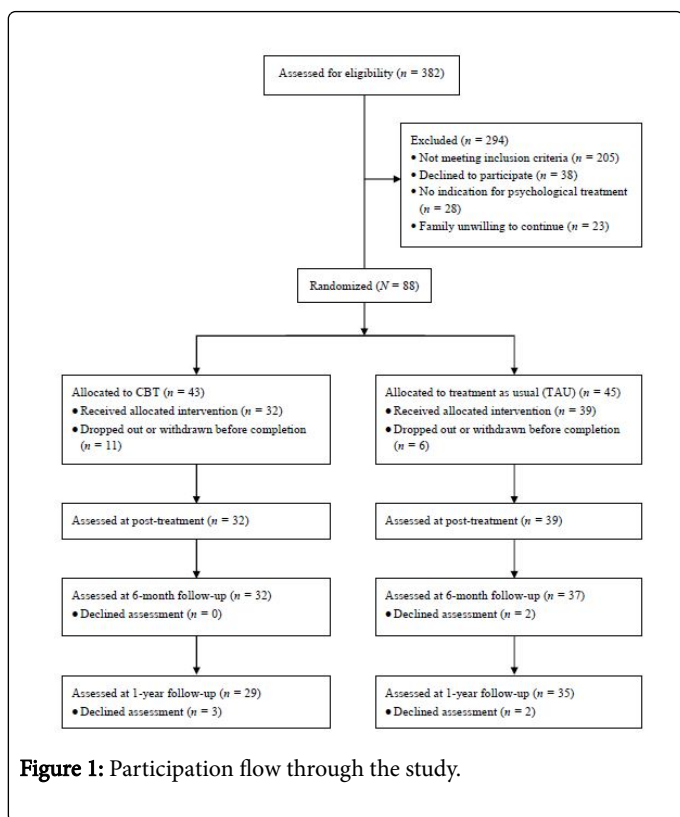 Assessed for eligibility (n = 382)
Excluded (n = 294)
• Not meeting inclusion criteria (n = 205)
• Declined to participate (n = 38)
• No indication for psychological treatment
(n = 28)
• Family unwilling to continue (n = 23)
Randomized (N = 88)
Allocated to CBT (n = 43)
• Received allocated intervention (n = 32)
• Dropped out or withdrawn before completion
(n = 11)
Allocated to treatment as usual (TAU) (n = 45)
• Received allocated intervention (n = 39)
• Dropped out or withdrawn before completion
(n = 6)
Assessed at post-treatment (n = 32)
Assessed at post-treatment (n = 39)
Assessed at 6-month follow-up (n = 32)
• Declined assessment (n = 0)
Assessed at 6-month follow-up (n = 37)
• Declined assessment (n = 2)
Assessed at 1-year follow-up (n = 29)
• Declined assessment (n = 3)
Assessed at 1-year follow-up (n = 35)
• Declined assessment (n = 2)
Figure 1: Participation flow through the study.